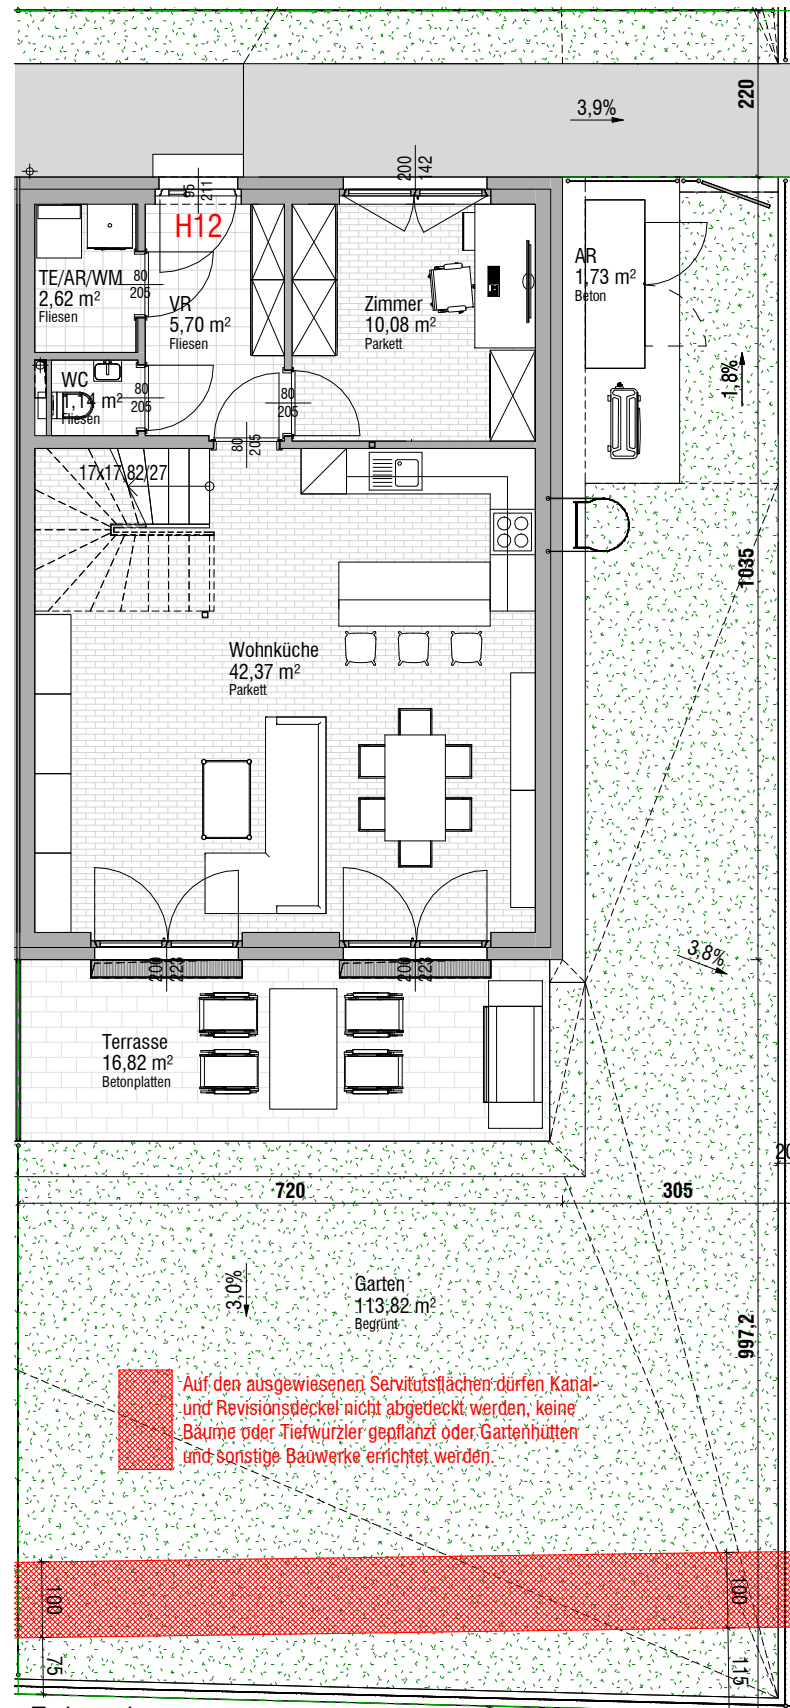 220
3,9%
200
142
95
211
H12
AR
1,73 m²
Beton
TE/AR/WM
2,62 m²
Fliesen
80
205
VR
5,70 m²
Fliesen
Zimmer
10,08 m²
Parkett
1,8%
WC
1,14 m²
Fliesen
80
205
80
205
80
205
17x17,82/27
1035
Wohnküche
42,37 m²
Parkett
3,8%
200
223
200
223
Terrasse
16,82 m²
Betonplatten
20
720
305
3,0%
Garten
113,82 m²
Begrünt
997,2
Auf den ausgewiesenen Servitutsflächen dürfen Kanal-
und Revisionsdeckel nicht abgedeckt werden, keine
Bäume oder Tiefwurzler gepflanzt oder Gartenhütten
und sonstige Bauwerke errichtet werden.
100
100
75
115